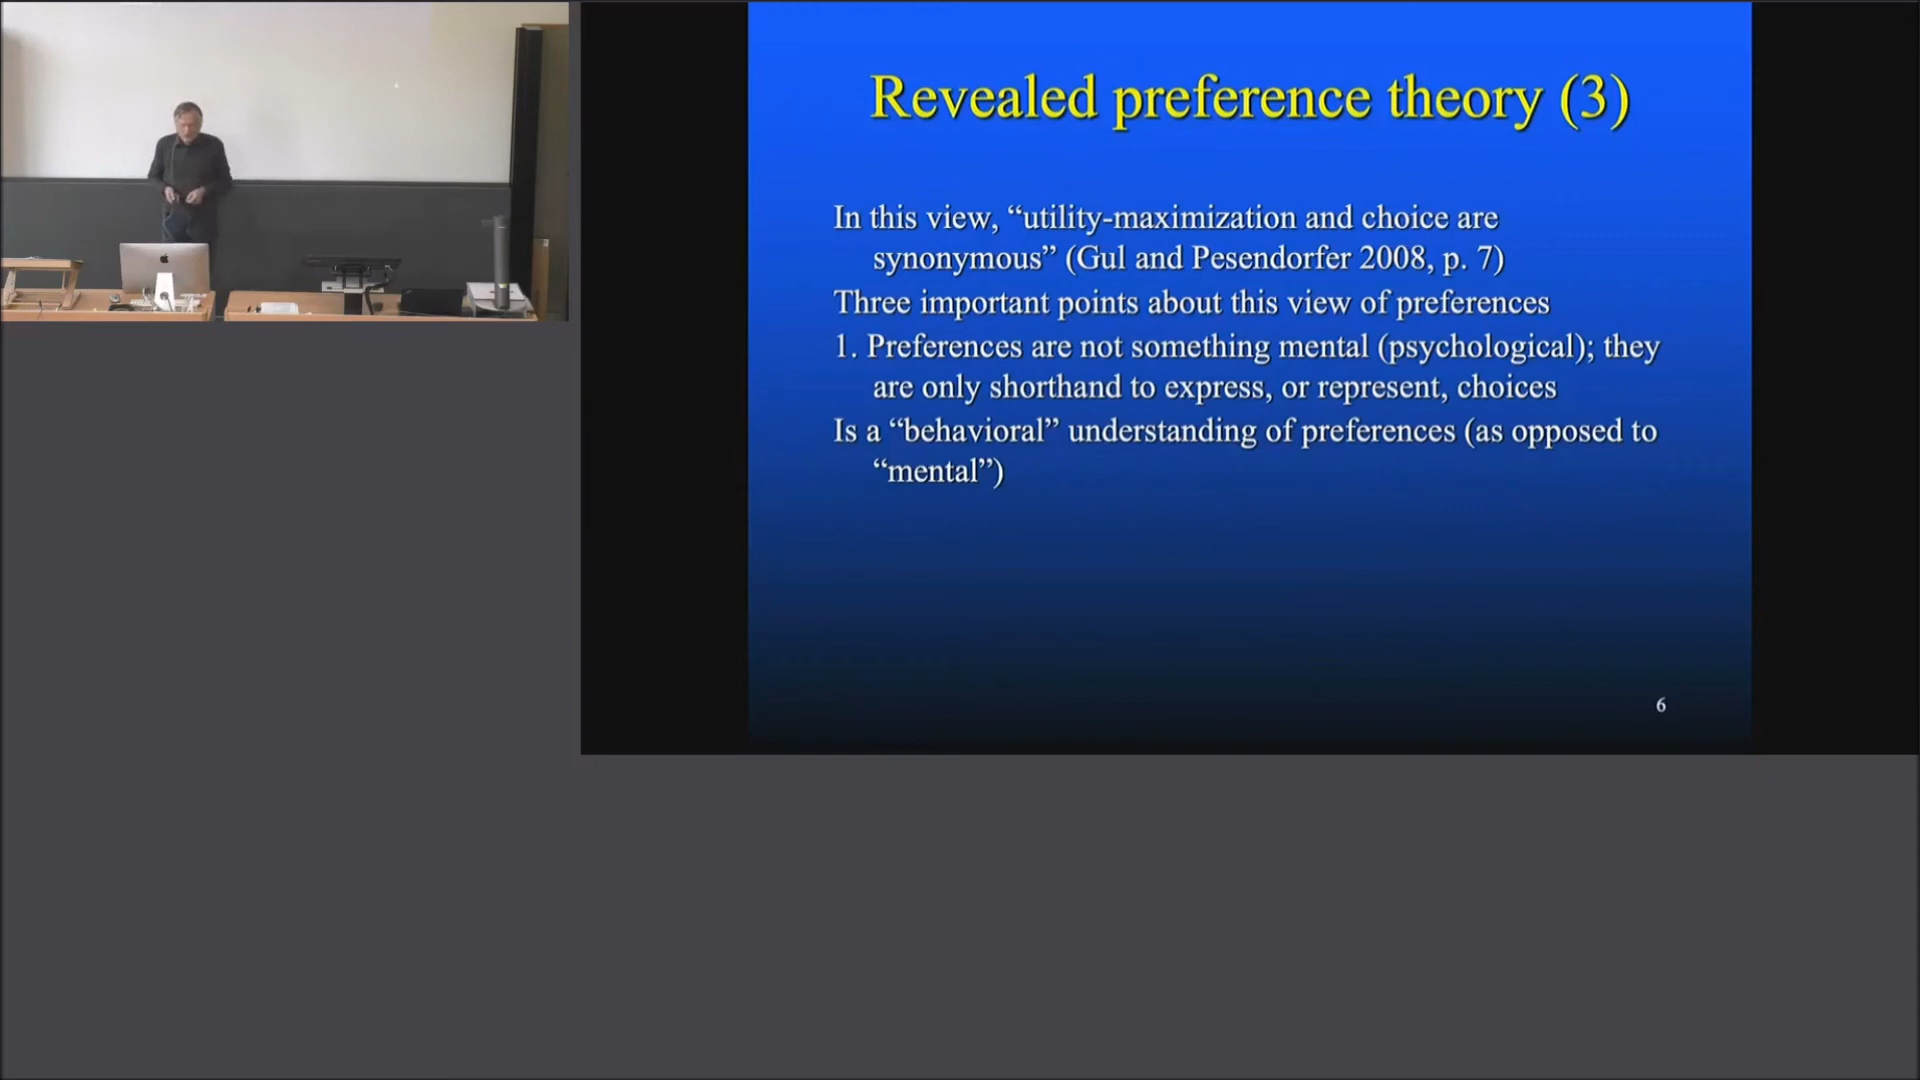 Revealed preference theory (3)
In this view, “utility-maximization and choice are
synonymous” (Gul and Pesendorfer 2008, p. 7)
Three important points about this view of preferences
1. Preferences are not something mental (psychological); they
are only shorthand to express, or represent, choices
Is a “behavioral” understanding of preferences (as opposed to
“mental”)
6